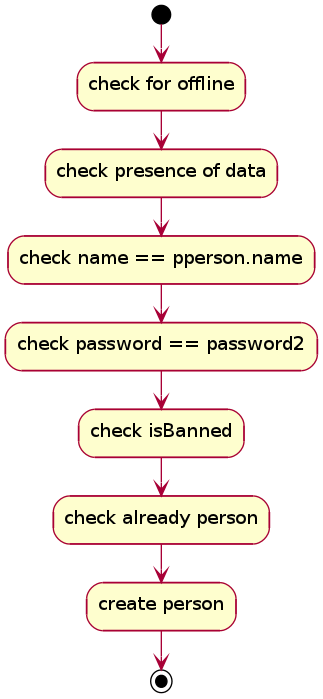 check for offline
check presence of data
check name == pperson.name
check password == password2
check isBanned
check already person
create person